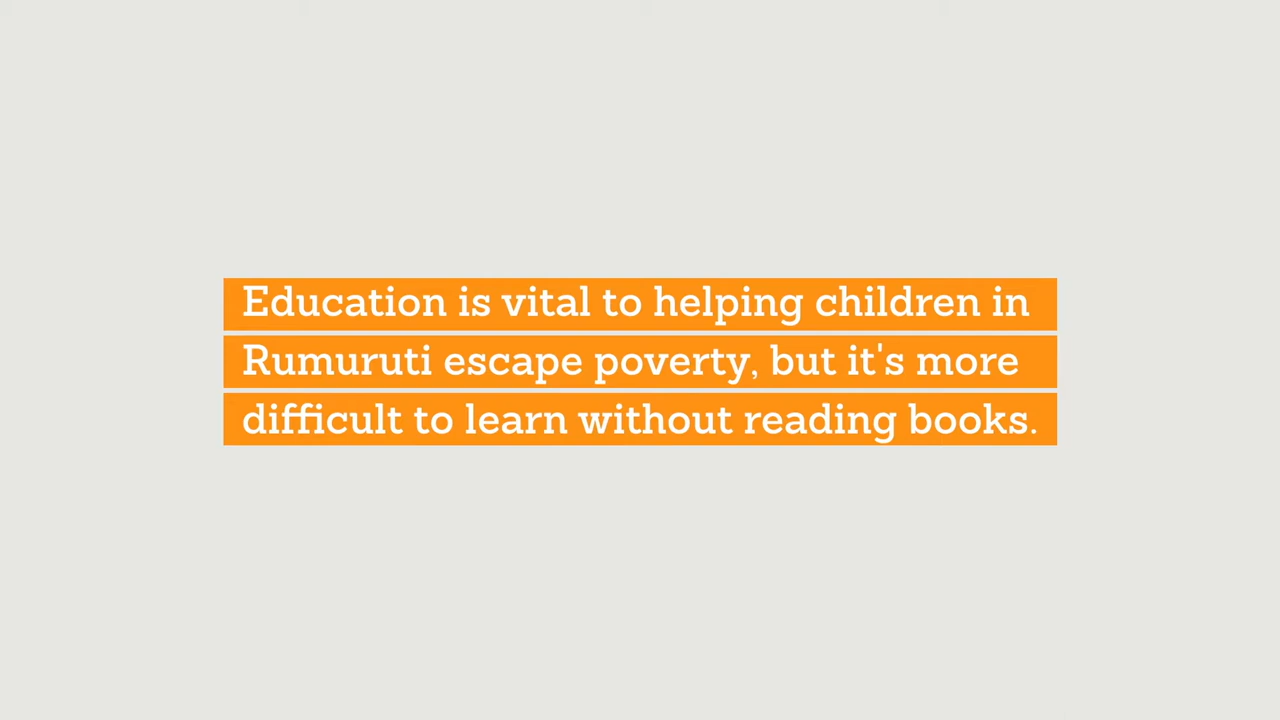 Education is vital to helping children in
Rumuruti escape poverty, but it's more
difficult to learn without reading books.